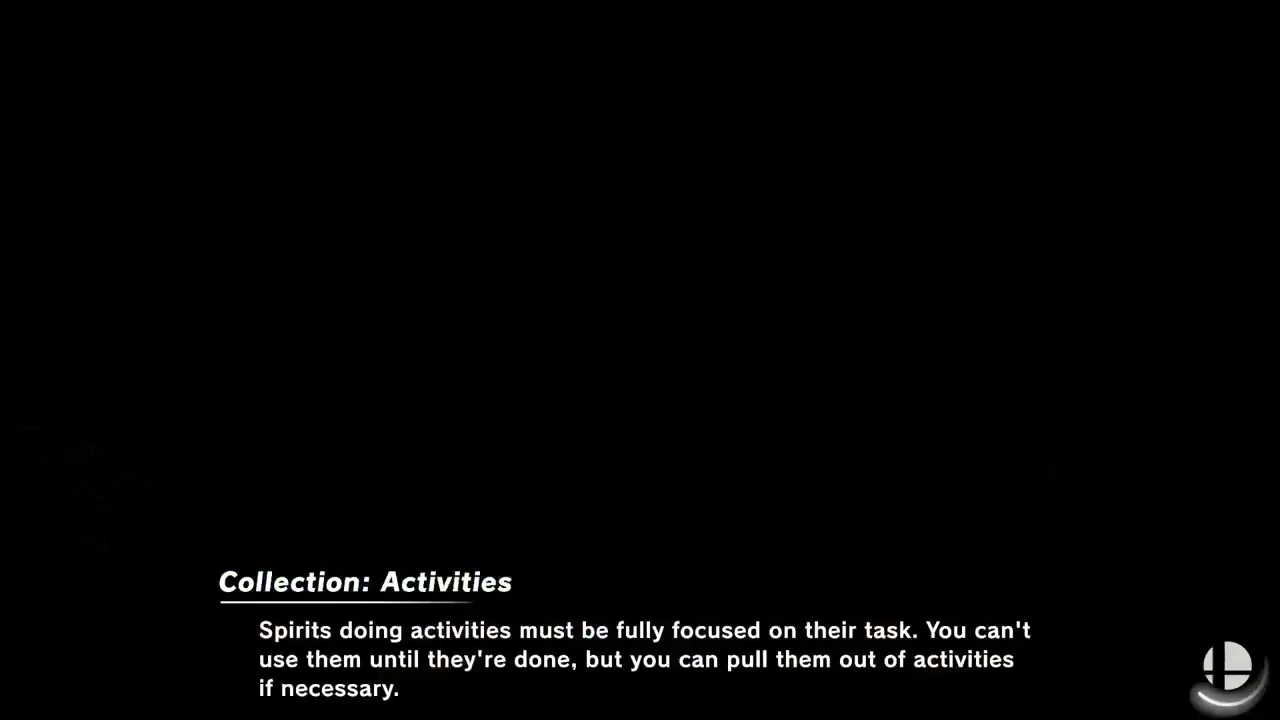 Collection: Activities
Spirits doing activities must be fully focused on their task. You can't
use them until they're done, but you can pull them out of activities
if necessary.